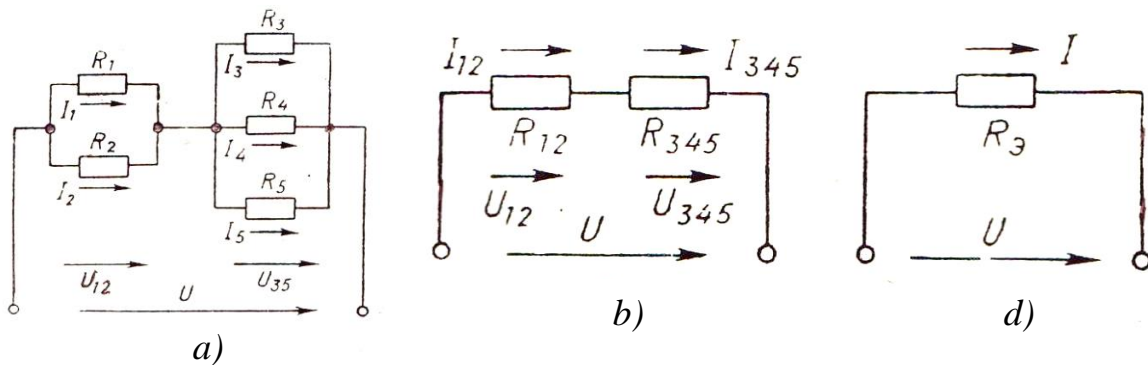 R1
I1
R2
I2
R3
I3
R4
I4
R5
I5
U12
U35
U
a)
I12
I345
R12
R345
U12
U345
U
b)
I
RЭ
U
d)